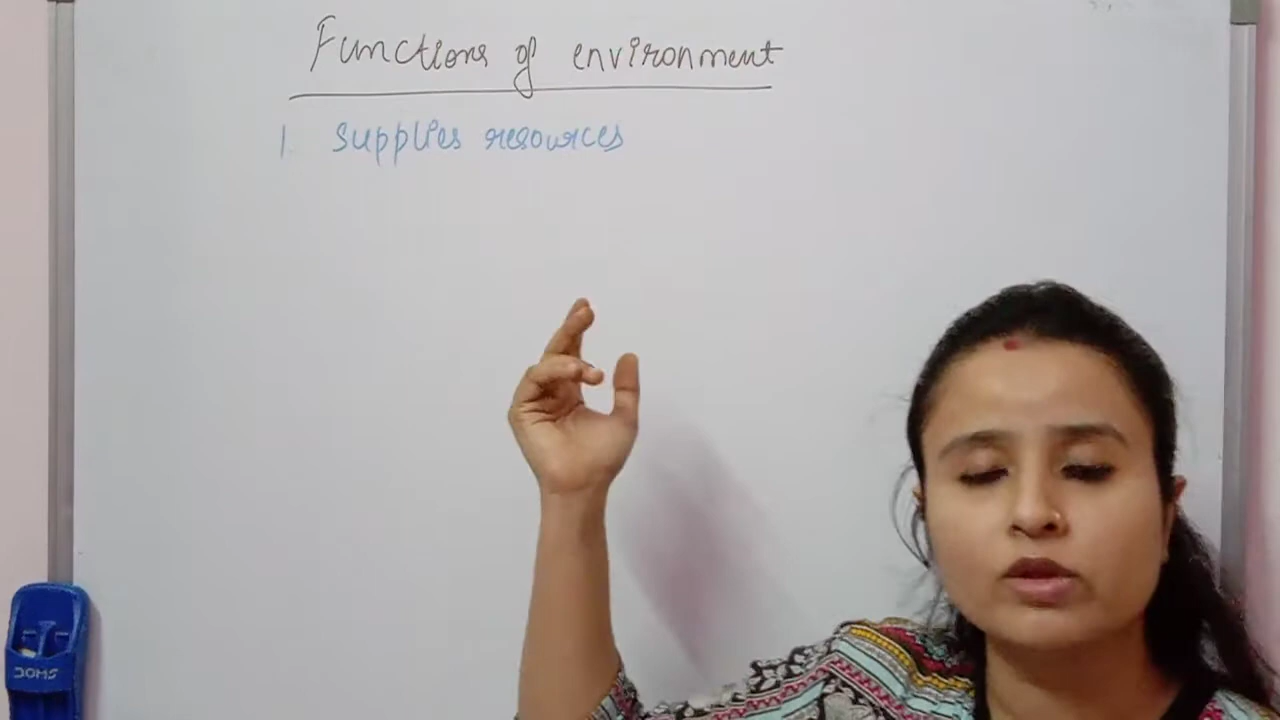 Functions of environment
1. Supplies resources
DOMS